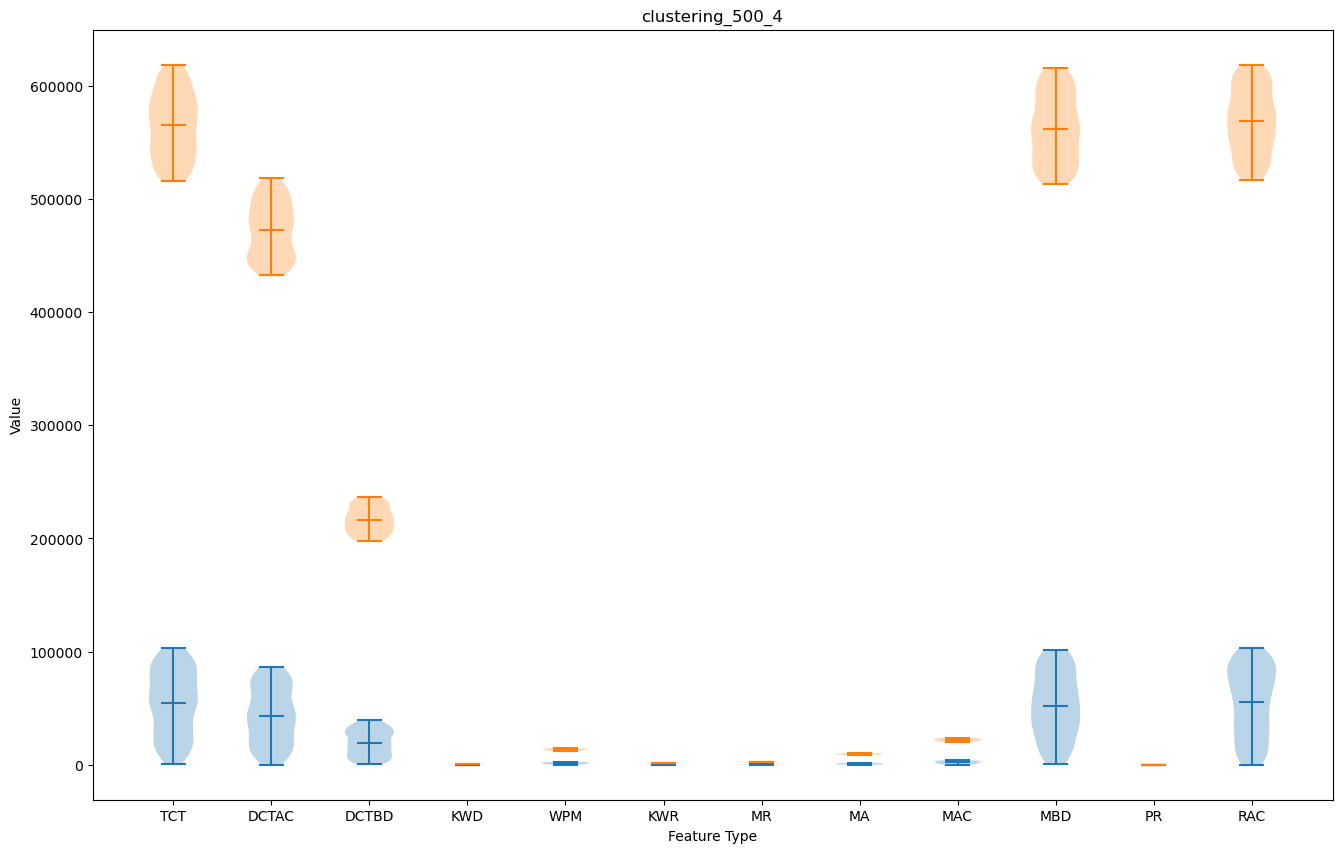 clustering_500_4
600000
500000
400000
300000
200000
100000
0
Value
TCT DCTAC DCTBD KWD WPM KWR MR MA MAC MBD PR RAC
Feature Type